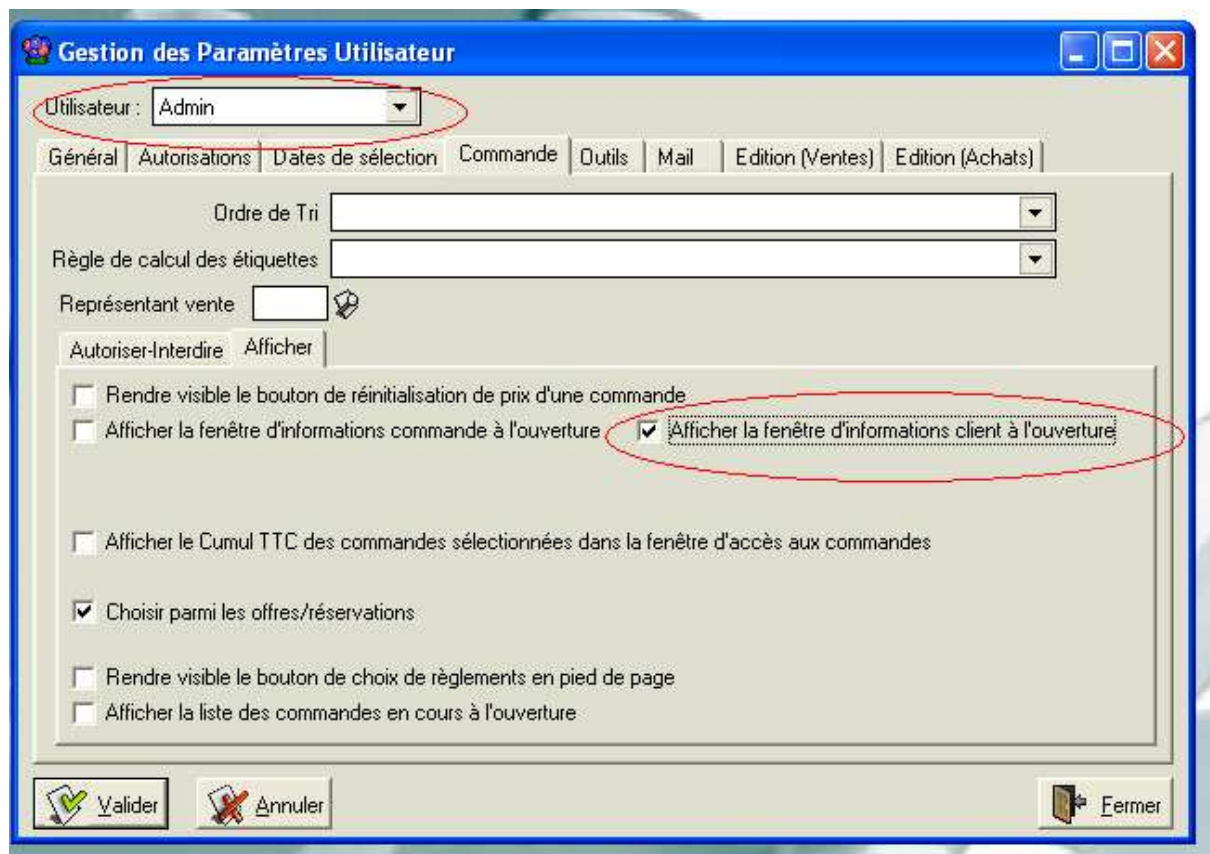 Gestion des Paramètres Utilisateur
Utilisateur : Admin
Général Autorisations Dates de sélection Commande Outils Mail Edition (Ventes) Edition (Achats)
Ordre de Tri
Règle de calcul des étiquettes
Représentant vente
Autoriser-Interdire Afficher
Rendre visible le bouton de réinitialisation de prix d'une commande
Afficher la fenêtre d'informations commande à l'ouverture Afficher la fenêtre d'informations client à l'ouverture
Afficher le Cumul TTC des commandes sélectionnées dans la fenêtre d'accès aux commandes
Choisir parmi les offres/réservations
Rendre visible le bouton de choix de règlements en pied de page
Afficher la liste des commandes en cours à l'ouverture
Valider Annuler Fermer